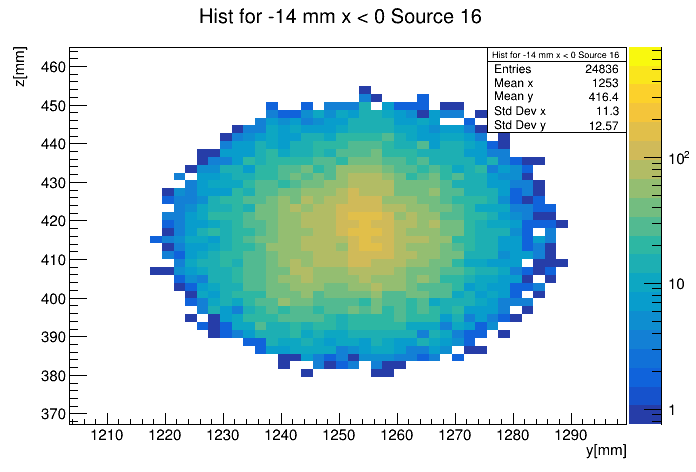 Hist for -14 mm x < 0 Source 16
z[mm]
Hist for -14 mm x < 0 Source 16
Entries 24836
Mean x 1253
Mean y 416.4
Std Dev x 11.3
Std Dev y 12.57
460
450
440
430
420
410
400
390
380
370
1210 1220 1230 1240 1250 1260 1270 1280 1290
y[mm]
10²
10
1